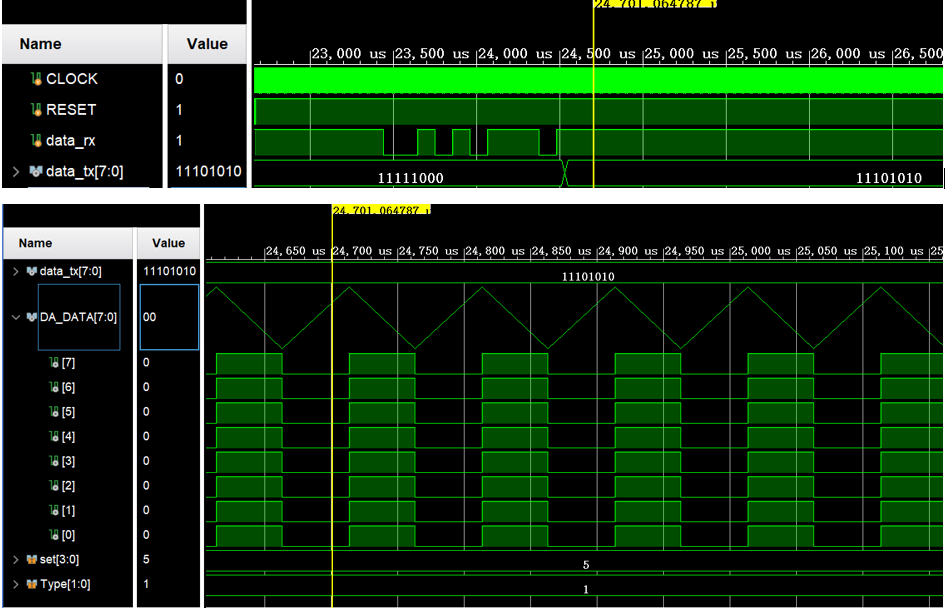 24,701.064787 u
Name Value
23,000 us 23,500 us 24,000 us 24,500 us 25,000 us 25,500 us 26,000 us 26,500
CLOCK 0
RESET 1
data_rx 1
data_tx[7:0] 11101010 11111000 11101010
24,701.064787 u
Name Value
24,650 us 24,700 us 24,750 us 24,800 us 24,850 us 24,900 us 24,950 us 25,000 us 25,050 us 25,100 us 25
data_tx[7:0] 11101010 11101010
DA_DATA[7:0] 00
[7] 0
[6] 0
[5] 0
[4] 0
[3] 0
[2] 0
[1] 0
[0] 0
set[3:0] 5 5
Type[1:0] 1 1